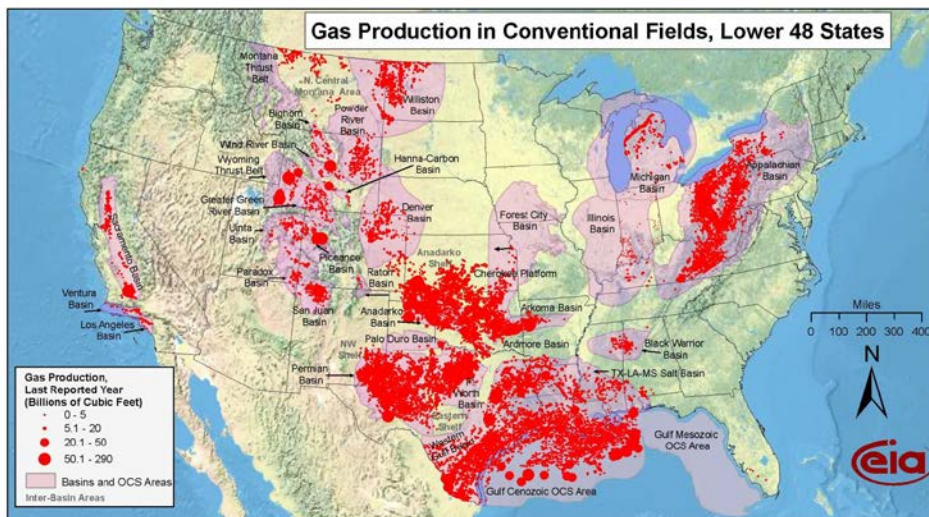 Gas Production in Conventional Fields, Lower 48 States
Montana
Thrust
Belt
N. Central
Montana Area
Powder
River
Basin
Williston
Basin
Bighorn
Basin
Wind River Basin
Wyoming
Thrust Belt
Hanna-Carbon
Basin
Greater Green
River Basin
Denver
Basin
Forest City
Basin
Illinois
Basin
Michigan
Basin
Appalachian
Basin
Uinta
Basin
Piceance
Basin
Anadarko
Shelf
Cherokee Platform
Sacramento Basin
Paradox
Basin
Raton
Basin
San Juan
Basin
Anadarko
Basin
Arkoma Basin
Ventura
Basin
Los Angeles
Basin
Palo Duro Basin
Ardmore Basin
Black Warrior
Basin
NW
Shelf
Permian
Basin
TX-LA-MS Salt Basin
Worth
Basin
Eastern
Shelf
Western
Gulf
Gulf Mesozoic
OCS Area
Gulf Cenozoic OCS Area
Miles
0 100 200 300 400
N
eia
Gas Production,
Last Reported Year
(Billions of Cubic Feet)
0 - 5
5.1 - 20
20.1 - 50
50.1 - 290
Basins and OCS Areas
Inter-Basin Areas